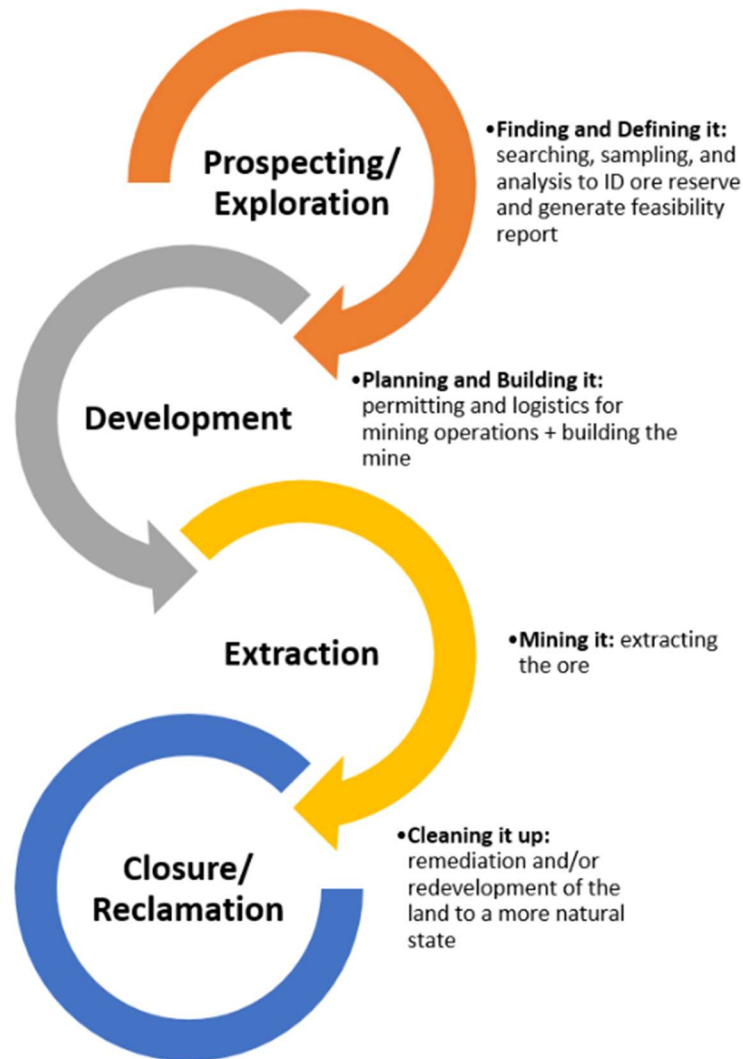 Prospecting/
Exploration
•Finding and Defining it:
searching, sampling, and
analysis to ID ore reserve
and generate feasibility
report
Development
•Planning and Building it:
permitting and logistics for
mining operations + building the
mine
Extraction
•Mining it: extracting
the ore
Closure/
Reclamation
•Cleaning it up:
remediation and/or
redevelopment of the
land to a more natural
state